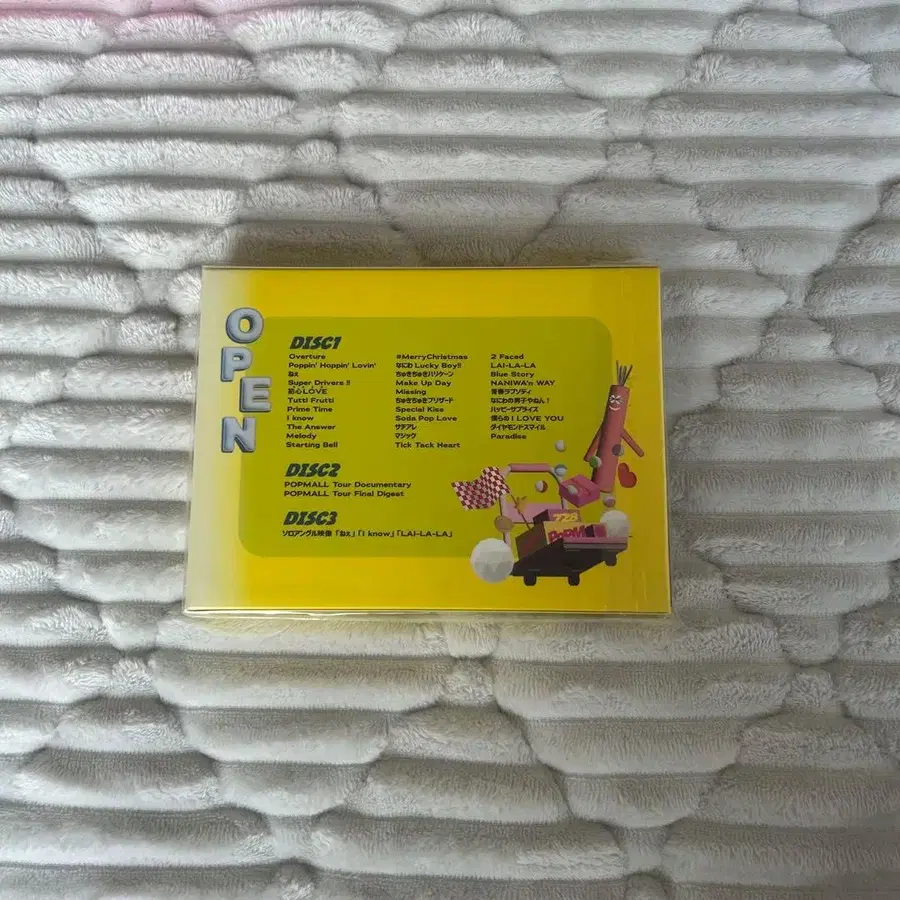 OPEN
DISC1
Overture
Poppin' Hoppin' Lovin'
ねぇ
Super Drivers !!
初心LOVE
Tutti Frutti
Prime Time
I know
The Answer
Melody
Starting Bell
#MerryChristmas
なにわ Lucky Boy!!
ちゅきちゅきハリケーン
Make Up Day
Missing
ちゅきちゅきブリザード
Special Kiss
Soda Pop Love
サチアレ
マジック
Tick Tack Heart
2 Faced
LAI-LA-LA
Blue Story
NANIWA'n WAY
青春ラプソディ
なにわの男子やねん!
ハッピーサプライズ
僕らの I LOVE YOU
ダイヤモンドスマイル
Paradise
DISC2
POPMALL Tour Documentary
POPMALL Tour Final Digest
DISC3
ソロアングル映像「ねぇ」「I know」「LAI-LA-LA」
728
POPMALL